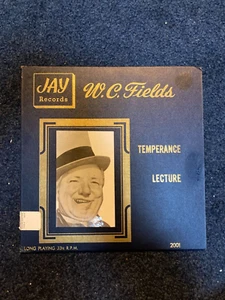 JAY
Records
W.C. Fields
TEMPERANCE
LECTURE
LONG PLAYING 33⅓ R.P.M.
2001